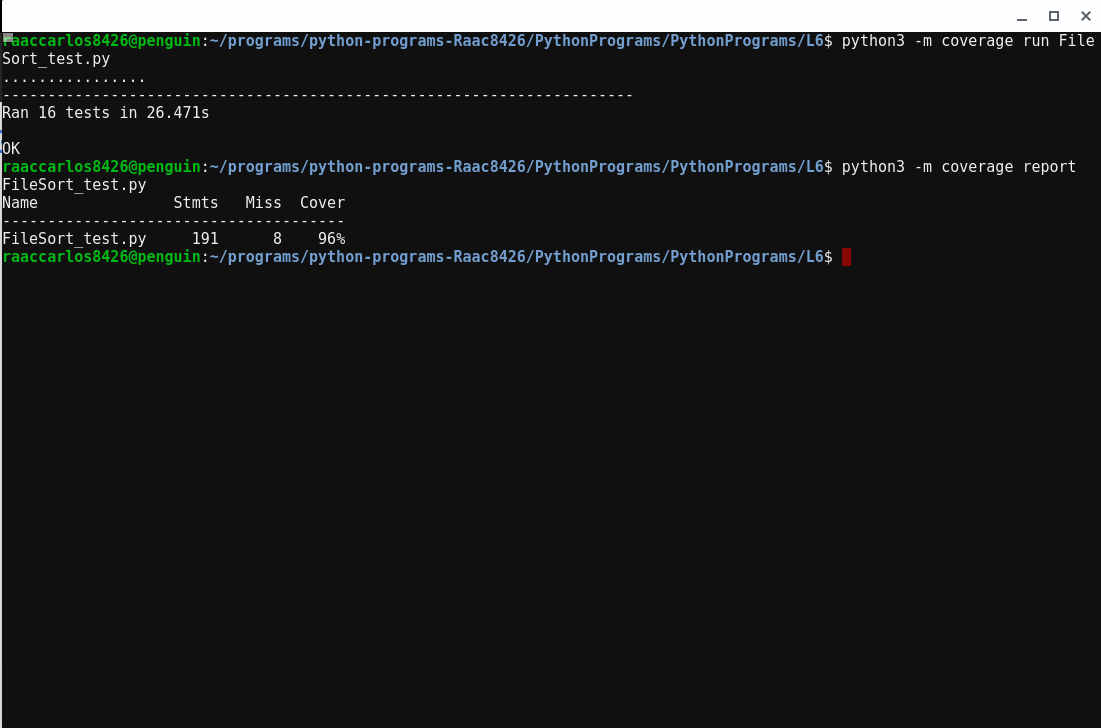 raaccarlos8426@penguin:~/programs/python-programs-Raac8426/PythonPrograms/PythonPrograms/L6$ python3 -m coverage run File
Sort_test.py
................
----------------------------------------------------------------------
Ran 16 tests in 26.471s
OK
raaccarlos8426@penguin:~/programs/python-programs-Raac8426/PythonPrograms/PythonPrograms/L6$ python3 -m coverage report
FileSort_test.py
Name               Stmts   Miss  Cover
--------------------------------------
FileSort_test.py     191      8    96%
raaccarlos8426@penguin:~/programs/python-programs-Raac8426/PythonPrograms/PythonPrograms/L6$